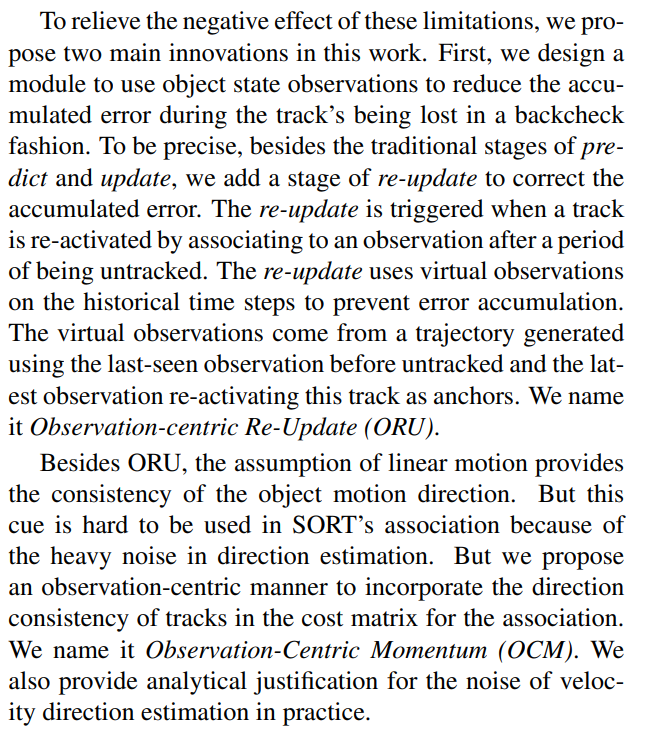 To relieve the negative effect of these limitations, we pro-
pose two main innovations in this work. First, we design a
module to use object state observations to reduce the accu-
mulated error during the track's being lost in a backcheck
fashion. To be precise, besides the traditional stages of pre-
dict and update, we add a stage of re-update to correct the
accumulated error. The re-update is triggered when a track
is re-activated by associating to an observation after a period
of being untracked. The re-update uses virtual observations
on the historical time steps to prevent error accumulation.
The virtual observations come from a trajectory generated
using the last-seen observation before untracked and the lat-
est observation re-activating this track as anchors. We name
it Observation-centric Re-Update (ORU).
Besides ORU, the assumption of linear motion provides
the consistency of the object motion direction. But this
cue is hard to be used in SORT's association because of
the heavy noise in direction estimation. But we propose
an observation-centric manner to incorporate the direction
consistency of tracks in the cost matrix for the association.
We name it Observation-Centric Momentum (OCM). We
also provide analytical justification for the noise of veloc-
ity direction estimation in practice.